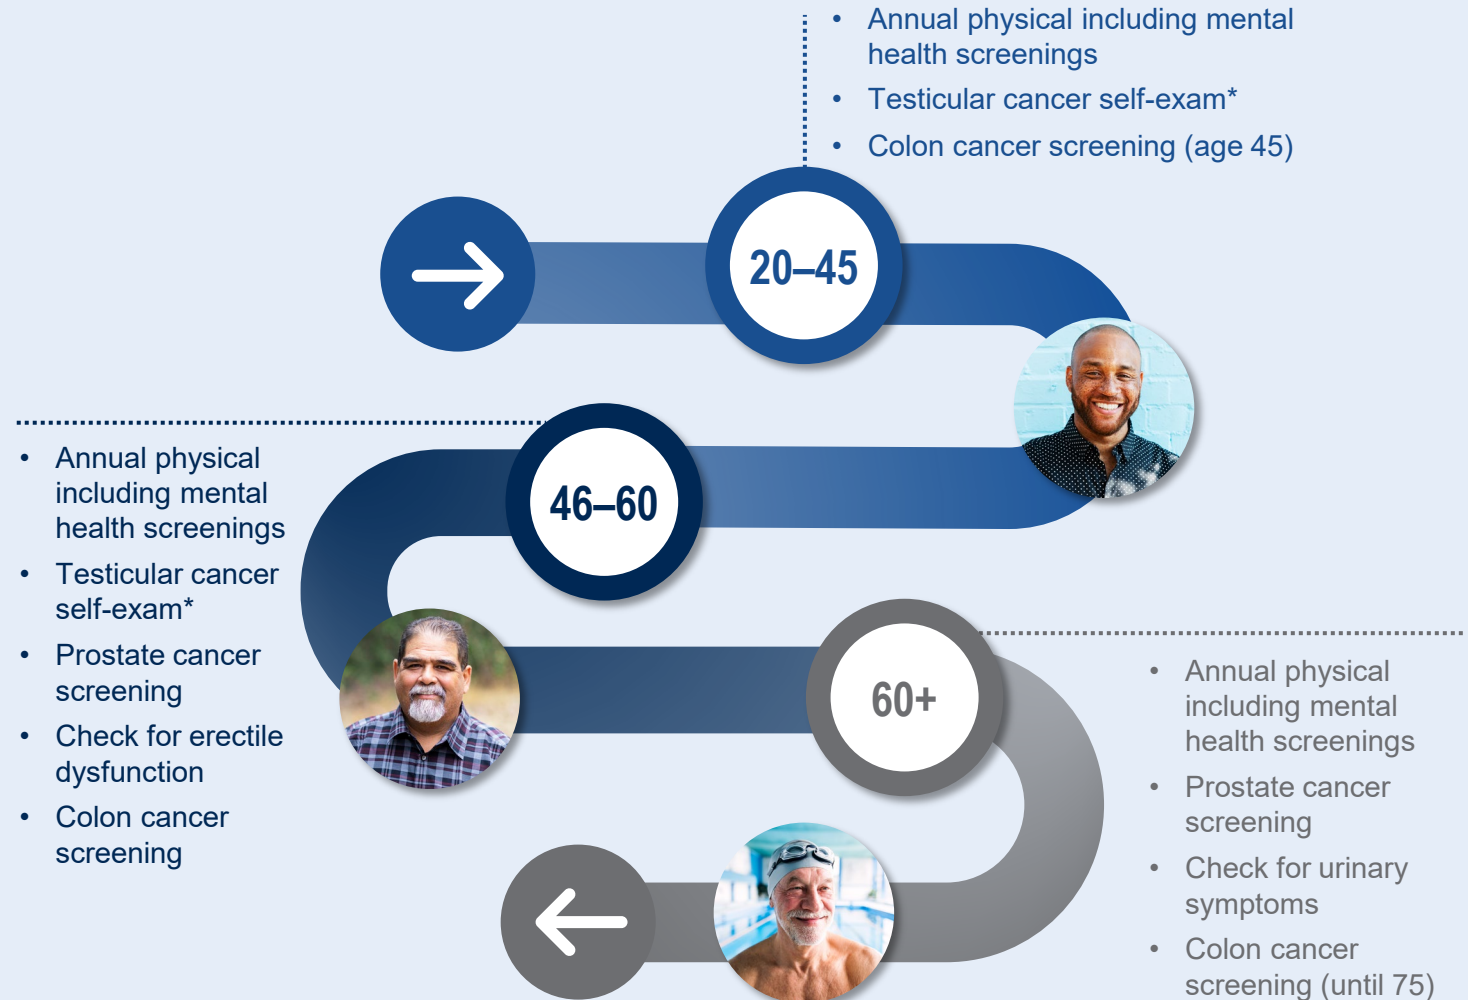 • Annual physical including mental
health screenings
• Testicular cancer self-exam*
• Colon cancer screening (age 45)
20–45
46–60
• Annual physical
including mental
health screenings
• Testicular cancer
self-exam*
• Prostate cancer
screening
• Check for erectile
dysfunction
• Colon cancer
screening
60+
• Annual physical
including mental
health screenings
• Prostate cancer
screening
• Check for urinary
symptoms
• Colon cancer
screening (until 75)